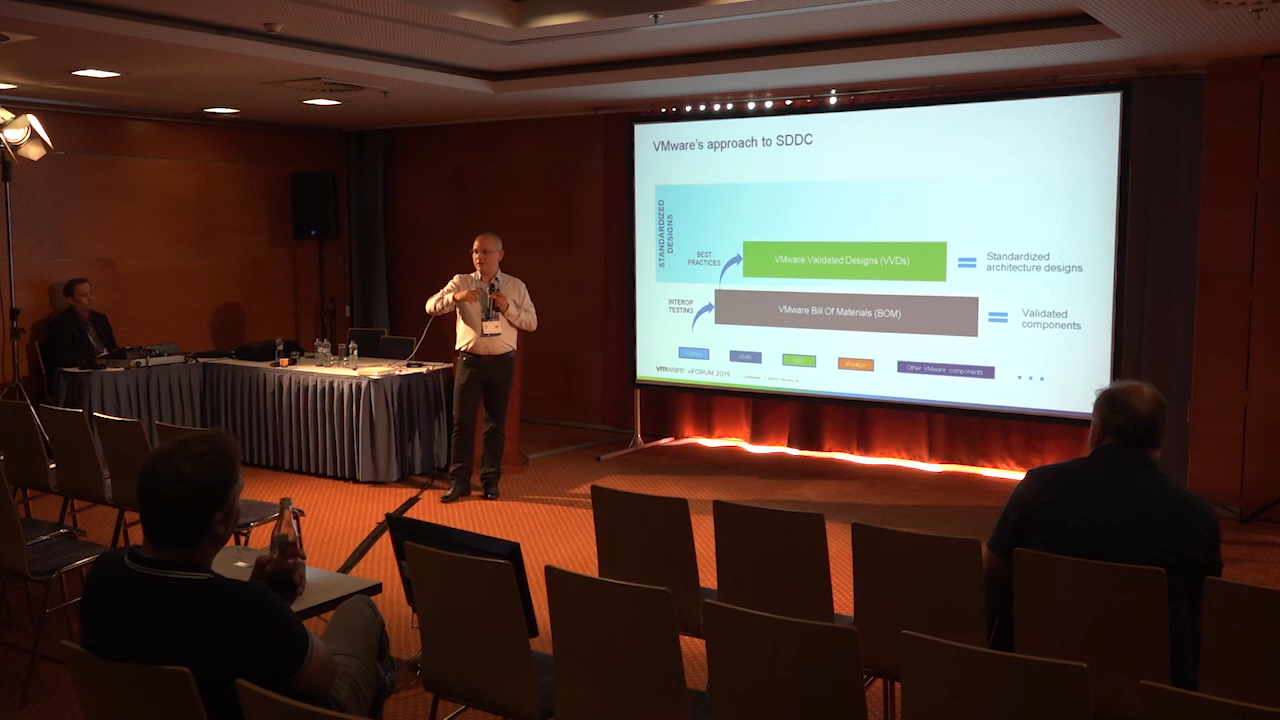 VMware's approach to SDDC
STANDARDIZED
DESIGNS
BEST
PRACTICES
VMware Validated Designs (VVDs)
Standardized
architecture designs
INTEROP
TESTING
VMware Bill Of Materials (BOM)
Validated
components
vSAN
Other VMware components
...
vmware vFORUM 2019